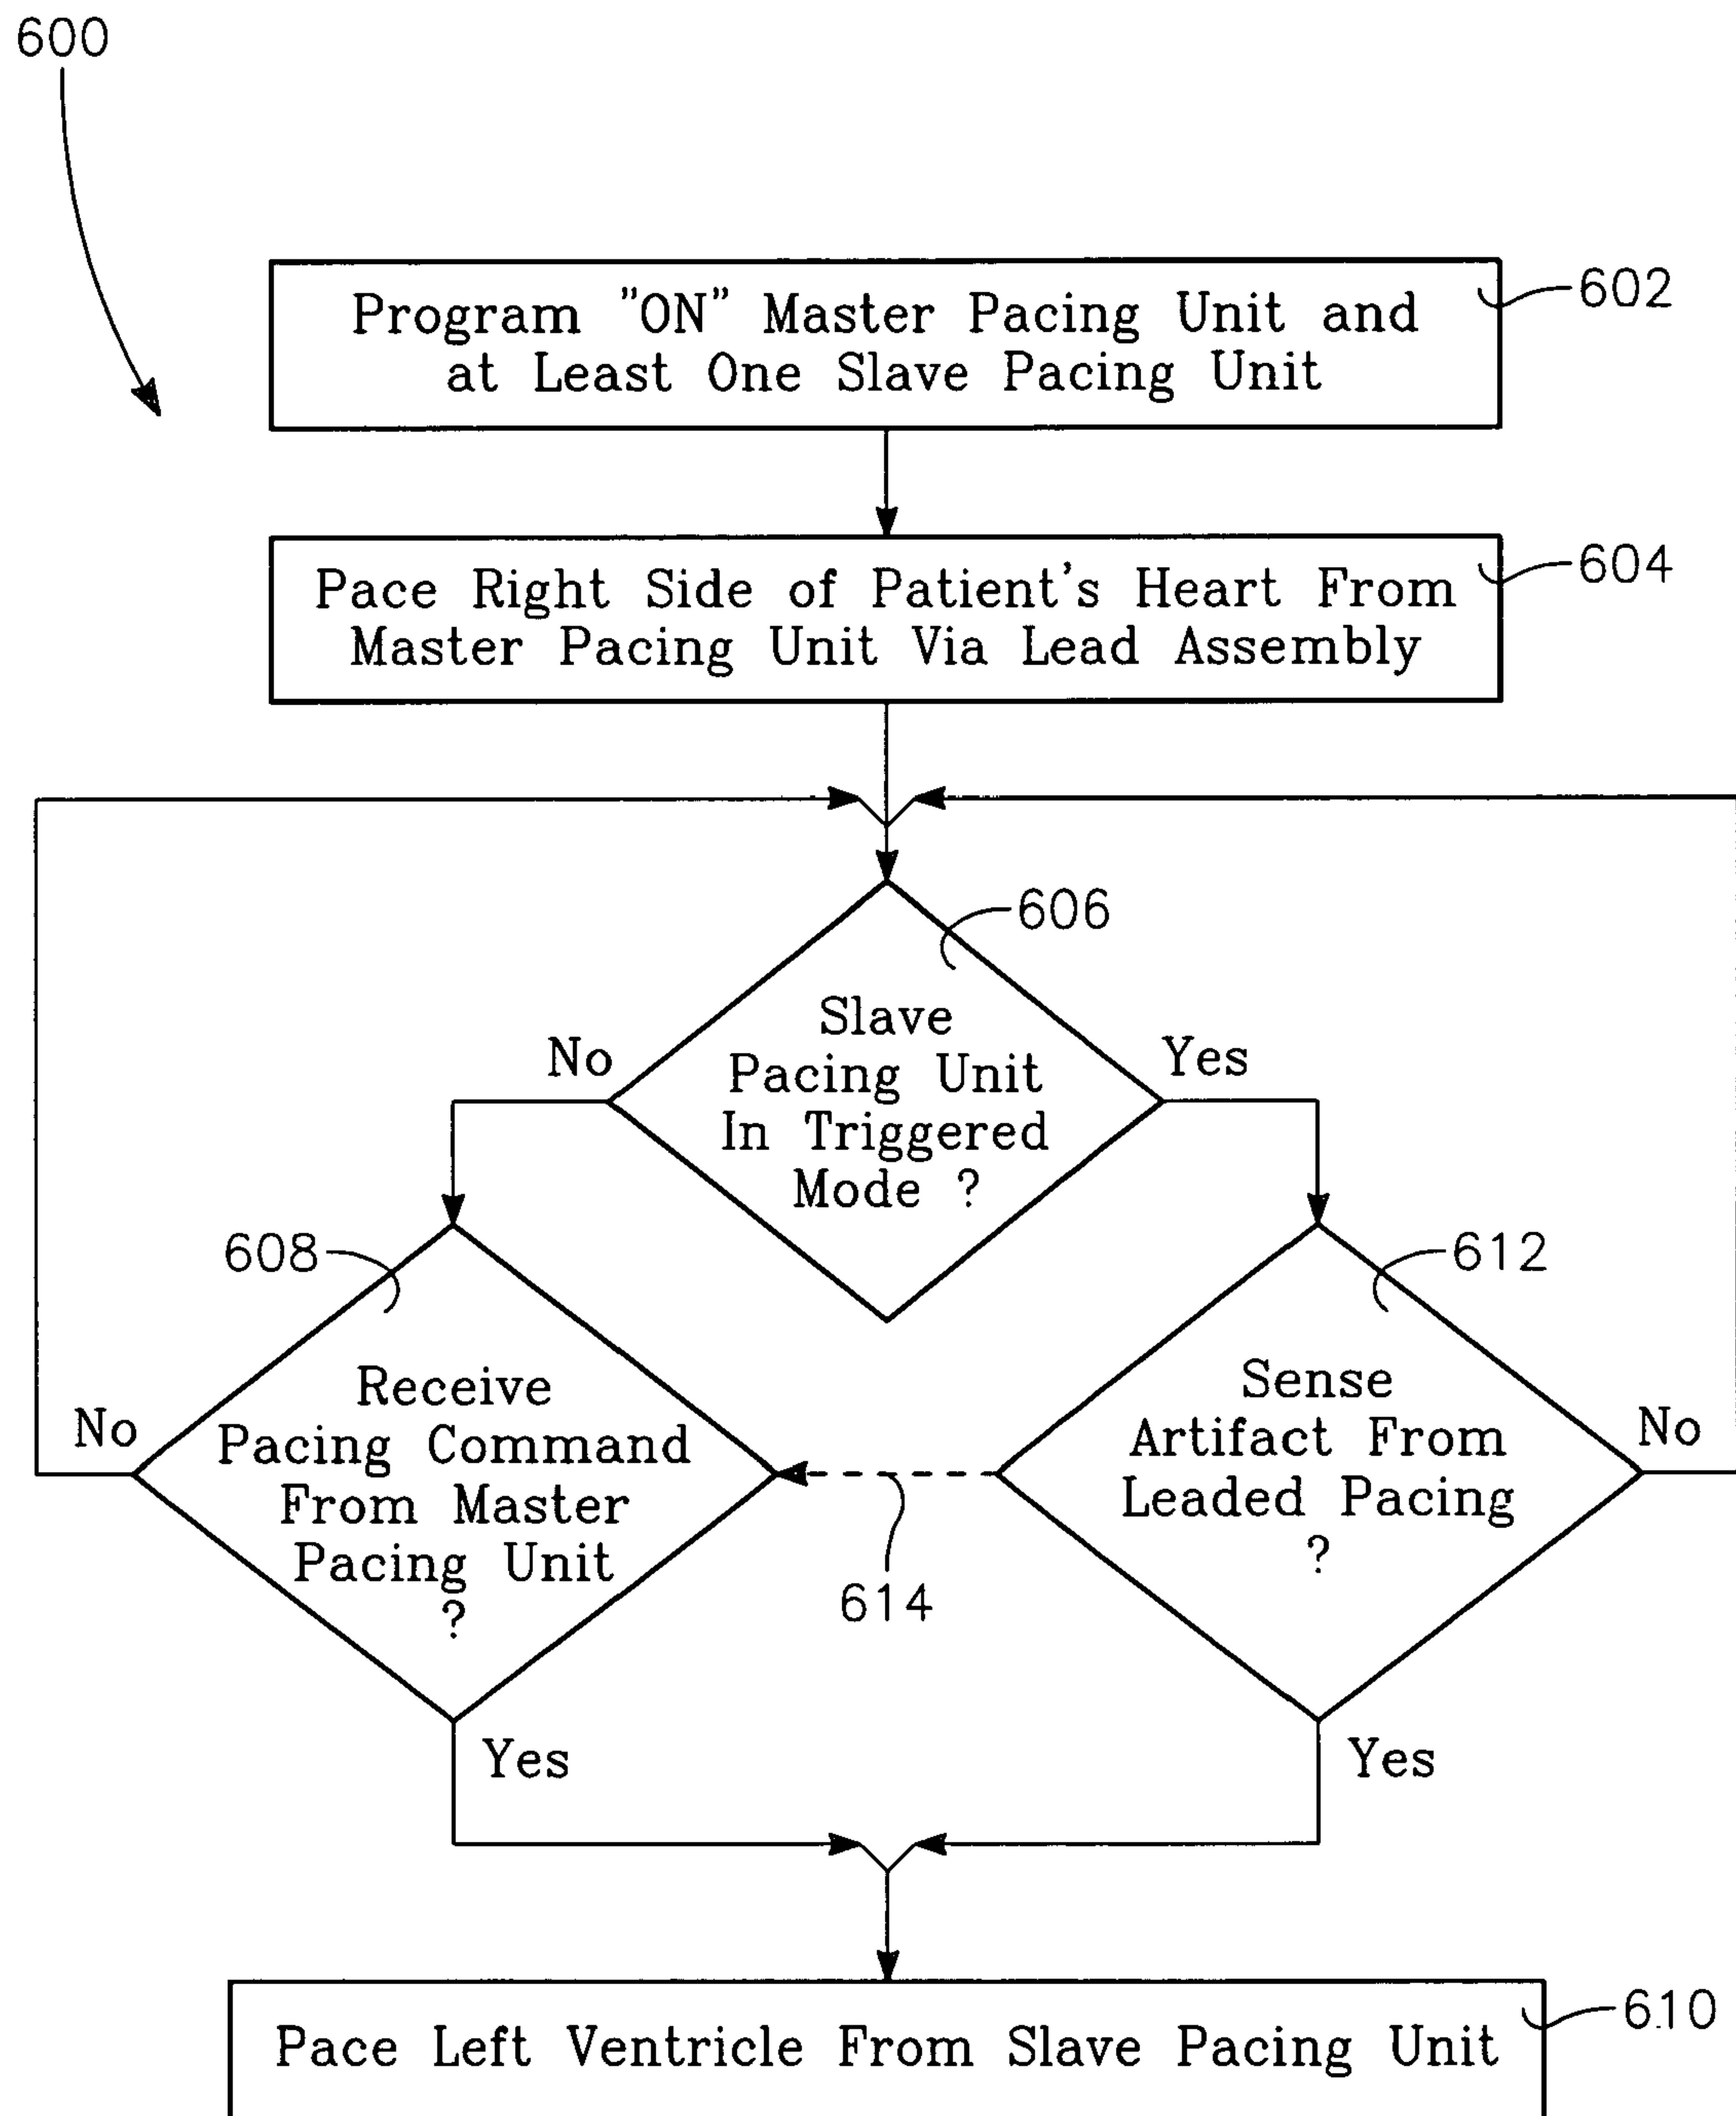 600
Program "ON" Master Pacing Unit and
at Least One Slave Pacing Unit
602
Pace Right Side of Patient's Heart From
Master Pacing Unit Via Lead Assembly
604
606
Slave
Pacing Unit
In Triggered
Mode ?
No
Yes
608
Receive
Pacing Command
From Master
Pacing Unit
?
No
Yes
612
Sense
Artifact From
Leaded Pacing
?
No
Yes
614
Pace Left Ventricle From Slave Pacing Unit
610